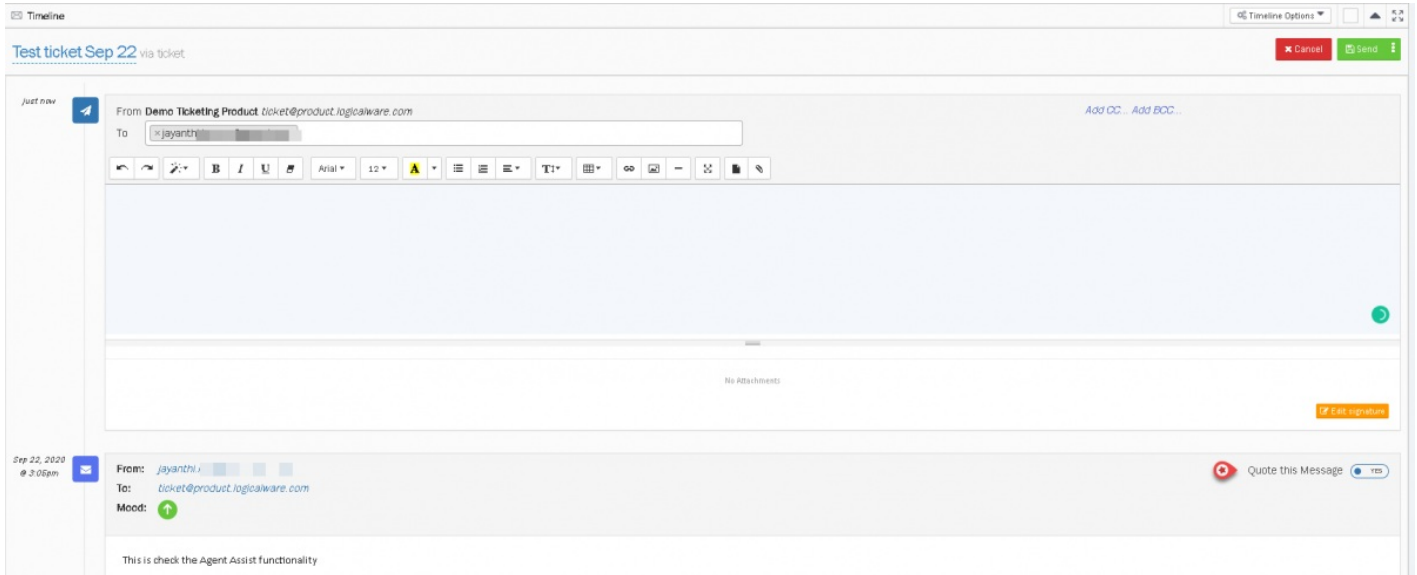 Timeline
Timeline Options
Test ticket Sep 22 via ticket
Cancel
Send
just now
From Demo Ticketing Product ticket@product.logicalware.com
Add CC... Add BCC...
To
×jayanth
B I U
Arial
12
A
T
No Attachments
Edit signature
Sep 22, 2020
@ 3:05pm
From: jayanthi.
Quote this Message
YES
To: ticket@product.logicalware.com
Mood:
This is check the Agent Assist functionality